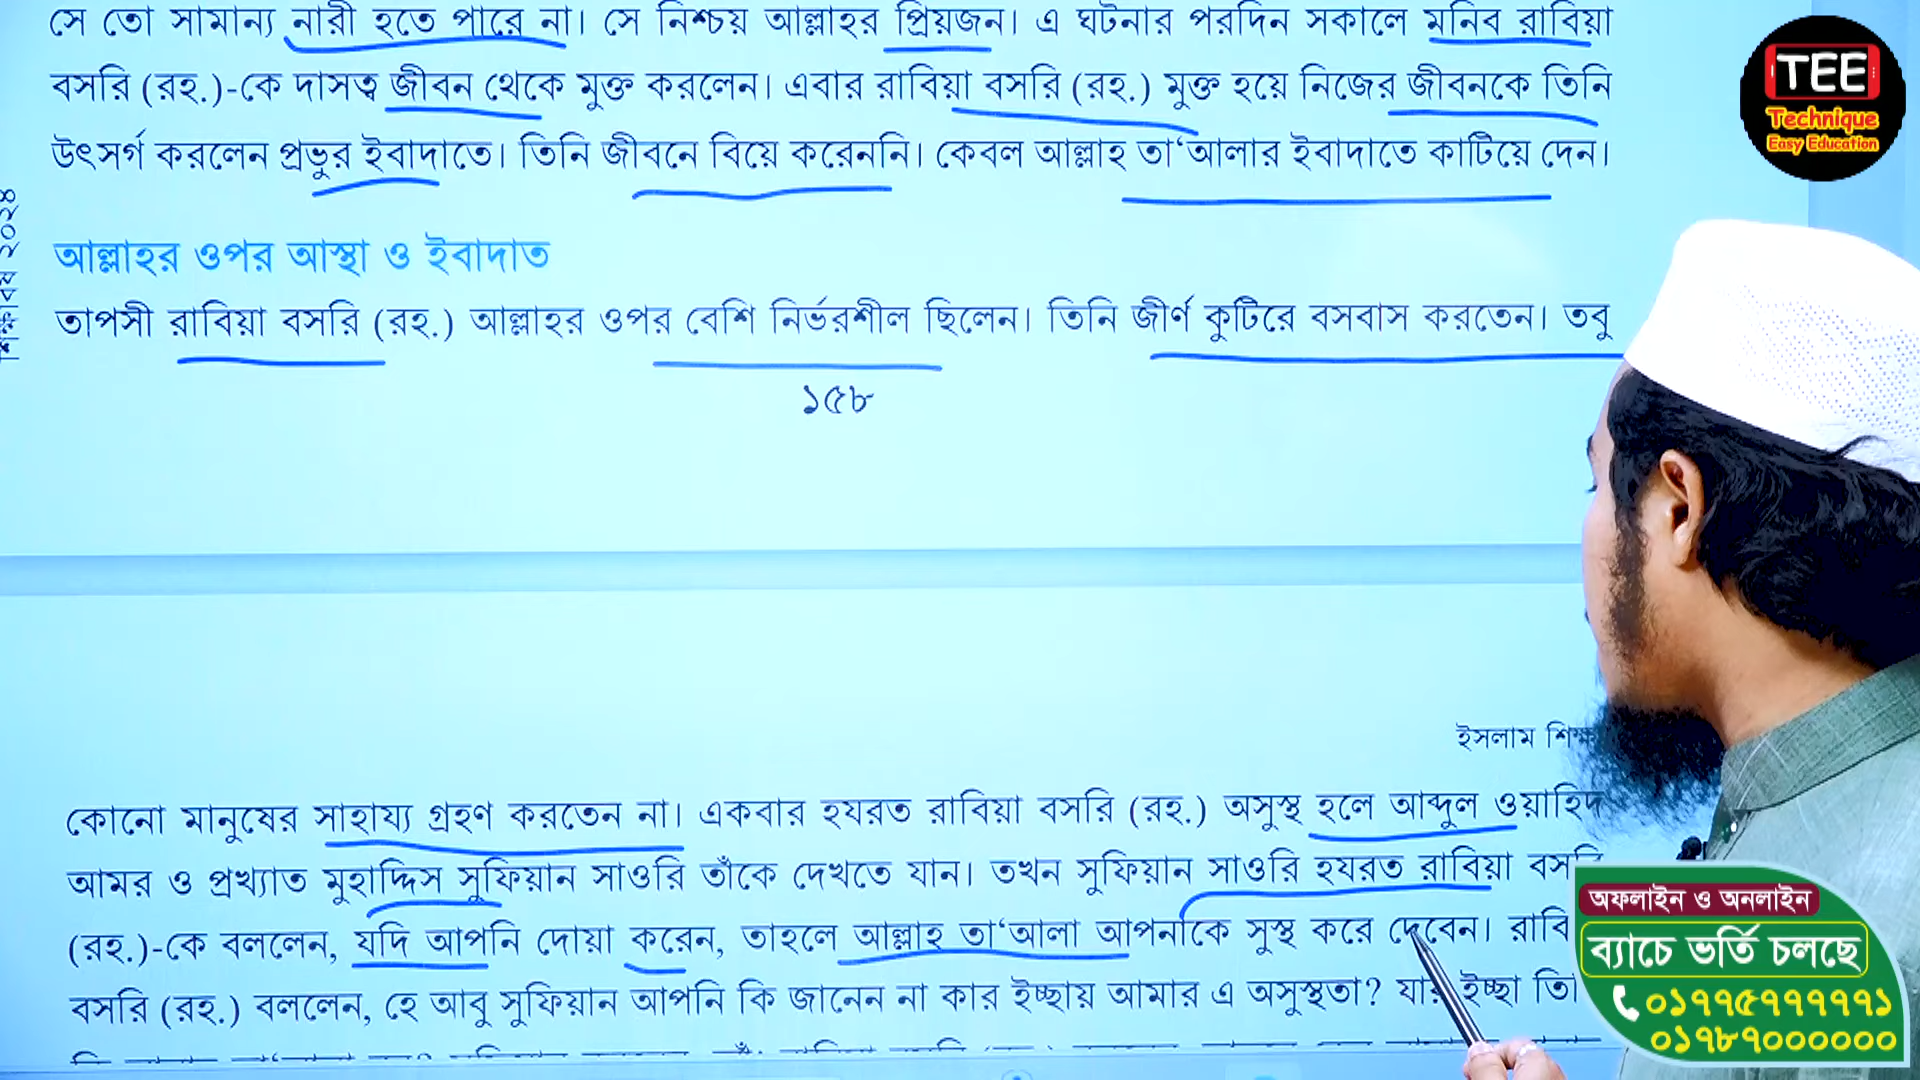 সে তো সামান্য নারী হতে পারে না। সে নিশ্চয় আল্লাহর প্রিয়জন। এ ঘটনার পরদিন সকালে মনিব রাবিয়া
বসরি (রহ.)-কে দাসত্ব জীবন থেকে মুক্ত করলেন। এবার রাবিয়া বসরি (রহ.) মুক্ত হয়ে নিজের জীবনকে তিনি
উৎসর্গ করলেন প্রভুর ইবাদাতে। তিনি জীবনে বিয়ে করেননি। কেবল আল্লাহ তা‘আলার ইবাদাতে কাটিয়ে দেন।
শিক্ষাবর্ষ ২০২৪
আল্লাহর ওপর আস্থা ও ইবাদাত
তাপসী রাবিয়া বসরি (রহ.) আল্লাহর ওপর বেশি নির্ভরশীল ছিলেন। তিনি জীর্ণ কুটিরে বসবাস করতেন। তবু
১৫৮
ইসলাম
কোনো মানুষের সাহায্য গ্রহণ করতেন না। একবার হযরত রাবিয়া বসরি (রহ.) অসুস্থ হলে আব্দুল ওয়াহিদ
আমর ও প্রখ্যাত মুহাদ্দিস সুফিয়ান সাওরি তাঁকে দেখতে যান। তখন সুফিয়ান সাওরি হযরত রাবিয়া বসরি
(রহ.)-কে বললেন, যদি আপনি দোয়া করেন, তাহলে আল্লাহ তা‘আলা আপনাকে সুস্থ করে দেবেন। রাবি
বসরি (রহ.) বললেন, হে আবু সুফিয়ান আপনি কি জানেন না কার ইচ্ছায় আমার এ অসুস্থতা? যার ইচ্ছা তি
TEE
Technique
Easy Education
অফলাইন ও অনলাইন
ব্যাচে ভর্তি চলছে
০১৭৭৫৭৭৭৭৭১
০১৭৮৭০০০০০০